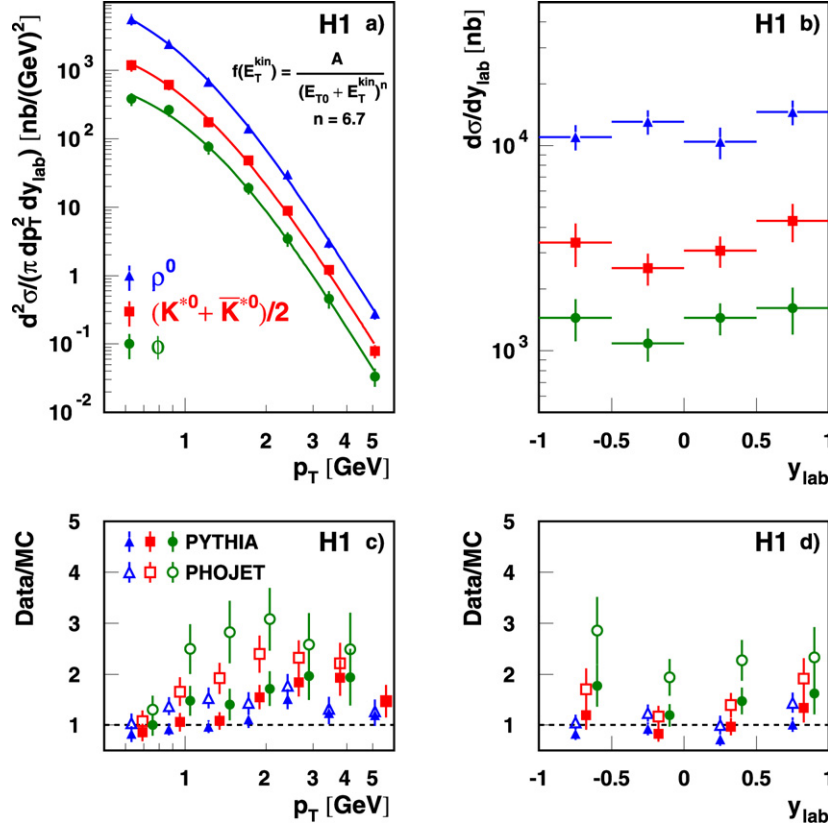 H1 a)
d²σ/(π dp_T² dy_lab) [nb/(GeV)²]
10³
10²
10
1
10⁻¹
10⁻²
f(E_T^kin) = A / (E_T0 + E_T^kin)ⁿ
n = 6.7
ρ⁰
(K*⁰ + K̅*⁰)/2
ϕ
1 2 3 4 5
p_T [GeV]
H1 b)
dσ/dy_lab [nb]
10⁴
10³
-1 -0.5 0 0.5 1
y_lab
H1 c)
Data/MC
5
4
3
2
1
PYTHIA
PHOJET
1 2 3 4 5
p_T [GeV]
H1 d)
Data/MC
5
4
3
2
1
-1 -0.5 0 0.5 1
y_lab